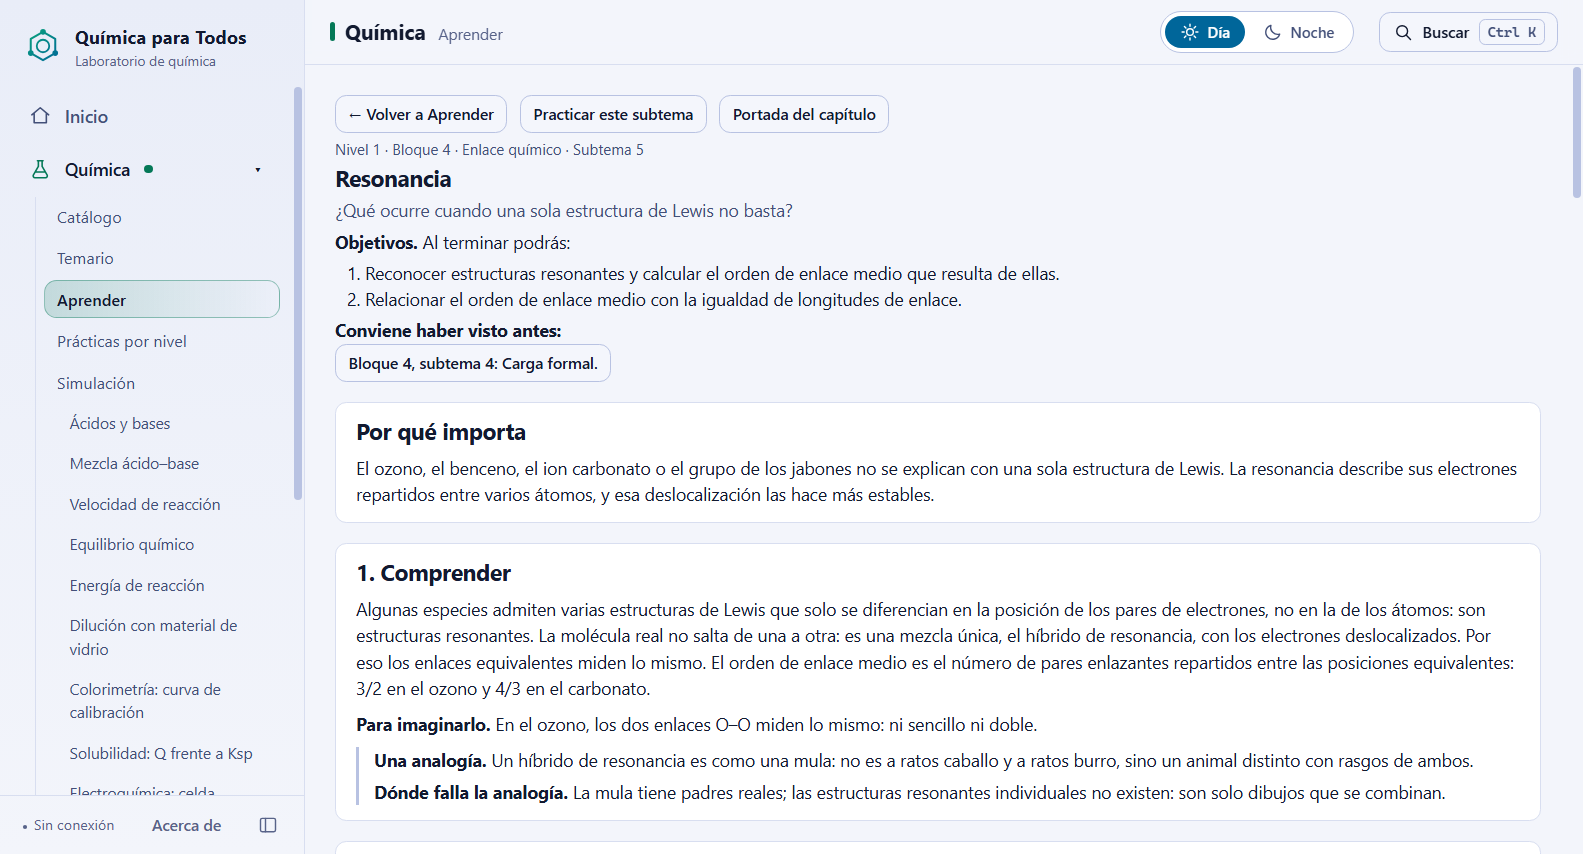 Química para Todos
Laboratorio de química
Inicio
Química
Catálogo
Temario
Aprender
Prácticas por nivel
Simulación
Ácidos y bases
Mezcla ácido–base
Velocidad de reacción
Equilibrio químico
Energía de reacción
Dilución con material de
vidrio
Colorimetría: curva de
calibración
Solubilidad: Q frente a Ksp
Electroquímica: celda
Sin conexión
Acerca de
Química Aprender
Día
Noche
Buscar Ctrl K
← Volver a Aprender
Practicar este subtema
Portada del capítulo
Nivel 1 · Bloque 4 · Enlace químico · Subtema 5
Resonancia
¿Qué ocurre cuando una sola estructura de Lewis no basta?
Objetivos. Al terminar podrás:
1. Reconocer estructuras resonantes y calcular el orden de enlace medio que resulta de ellas.
2. Relacionar el orden de enlace medio con la igualdad de longitudes de enlace.
Conviene haber visto antes:
Bloque 4, subtema 4: Carga formal.
Por qué importa
El ozono, el benceno, el ion carbonato o el grupo de los jabones no se explican con una sola estructura de Lewis. La resonancia describe sus electrones
repartidos entre varios átomos, y esa deslocalización las hace más estables.
1. Comprender
Algunas especies admiten varias estructuras de Lewis que solo se diferencian en la posición de los pares de electrones, no en la de los átomos: son
estructuras resonantes. La molécula real no salta de una a otra: es una mezcla única, el híbrido de resonancia, con los electrones deslocalizados. Por
eso los enlaces equivalentes miden lo mismo. El orden de enlace medio es el número de pares enlazantes repartidos entre las posiciones equivalentes:
3/2 en el ozono y 4/3 en el carbonato.
Para imaginarlo. En el ozono, los dos enlaces O–O miden lo mismo: ni sencillo ni doble.
Una analogía. Un híbrido de resonancia es como una mula: no es a ratos caballo y a ratos burro, sino un animal distinto con rasgos de ambos.
Dónde falla la analogía. La mula tiene padres reales; las estructuras resonantes individuales no existen: son solo dibujos que se combinan.